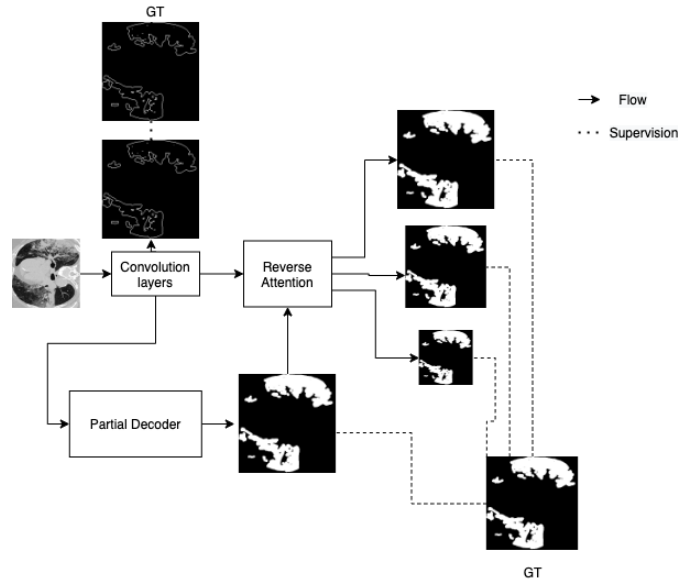 GT
Flow
Supervision
Convolution
layers
Reverse
Attention
Partial Decoder
GT